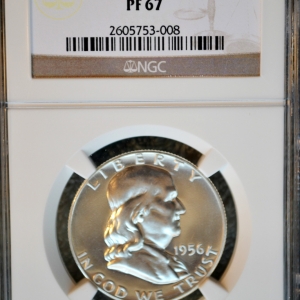 PF 67
2605753-008
NGC
LIBERTY
1956
IN GOD WE TRUST